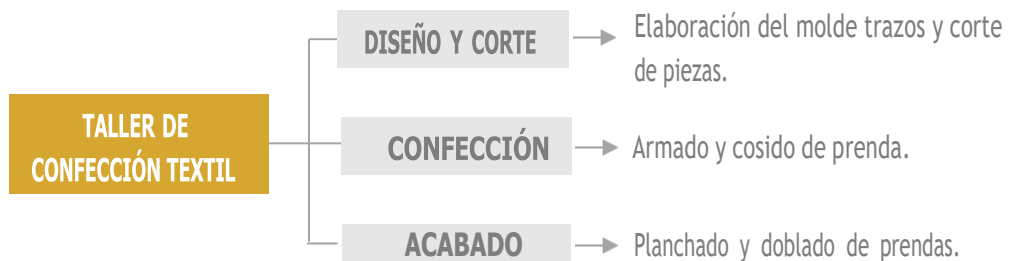 TALLER DE
CONFECCIÓN TEXTIL
DISEÑO Y CORTE
Elaboración del molde trazos y corte
de piezas.
CONFECCIÓN
Armado y cosido de prenda.
ACABADO
Planchado y doblado de prendas.